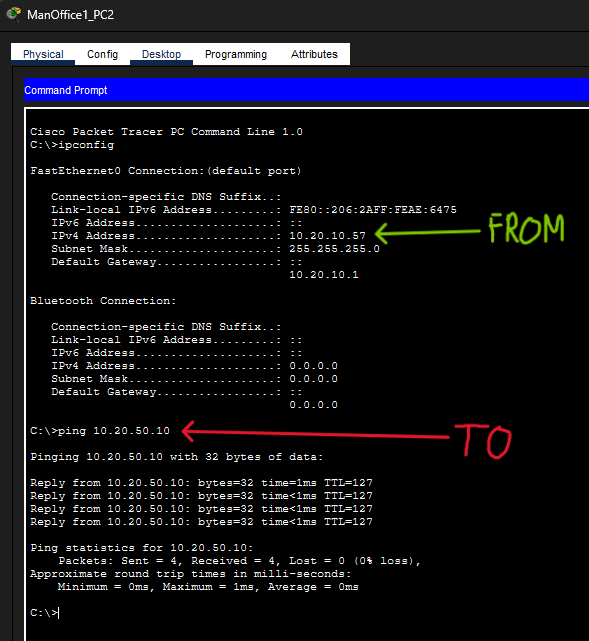 ManOffice1_PC2
Physical Config Desktop Programming Attributes
Command Prompt
Cisco Packet Tracer PC Command Line 1.0
C:\>ipconfig
FastEthernet0 Connection:(default port)
Connection-specific DNS Suffix..:
Link-local IPv6 Address.........: FE80::206:2AFF:FEAE:6475
IPv6 Address....................: ::
IPv4 Address....................: 10.20.10.57
FROM
Subnet Mask.....................: 255.255.255.0
Default Gateway.................: ::
10.20.10.1
Bluetooth Connection:
Connection-specific DNS Suffix..:
Link-local IPv6 Address.........: ::
IPv6 Address....................: ::
IPv4 Address....................: 0.0.0.0
Subnet Mask.....................: 0.0.0.0
Default Gateway.................: ::
0.0.0.0
C:\>ping 10.20.50.10
TO
Pinging 10.20.50.10 with 32 bytes of data:
Reply from 10.20.50.10: bytes=32 time=1ms TTL=127
Reply from 10.20.50.10: bytes=32 time<1ms TTL=127
Reply from 10.20.50.10: bytes=32 time<1ms TTL=127
Reply from 10.20.50.10: bytes=32 time<1ms TTL=127
Ping statistics for 10.20.50.10:
Packets: Sent = 4, Received = 4, Lost = 0 (0% loss),
Approximate round trip times in milli-seconds:
Minimum = 0ms, Maximum = 1ms, Average = 0ms
C:\>